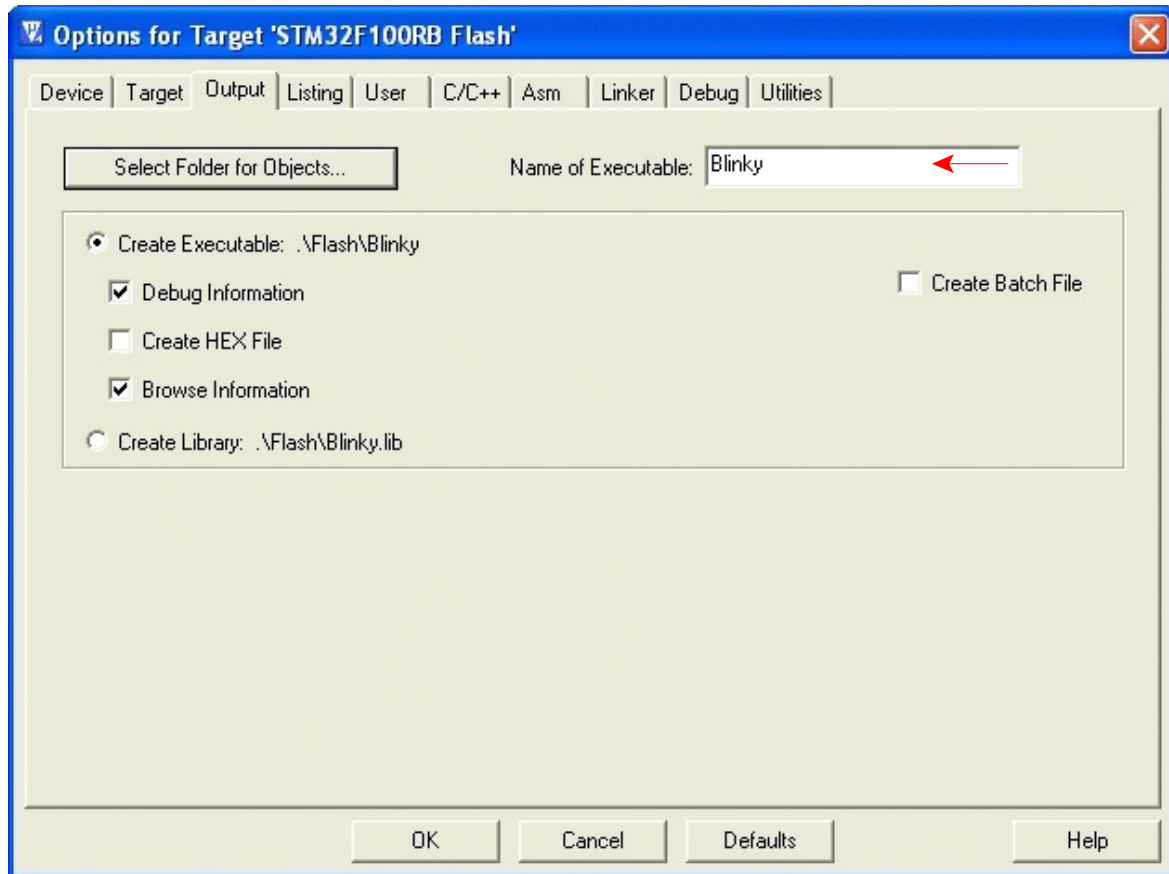 Options for Target 'STM32F100RB Flash'
Device Target Output Listing User C/C++ Asm Linker Debug Utilities
Select Folder for Objects... Name of Executable: Blinky
Create Executable: .\Flash\Blinky
Debug Information Create Batch File
Create HEX File
Browse Information
Create Library: .\Flash\Blinky.lib
OK Cancel Defaults Help